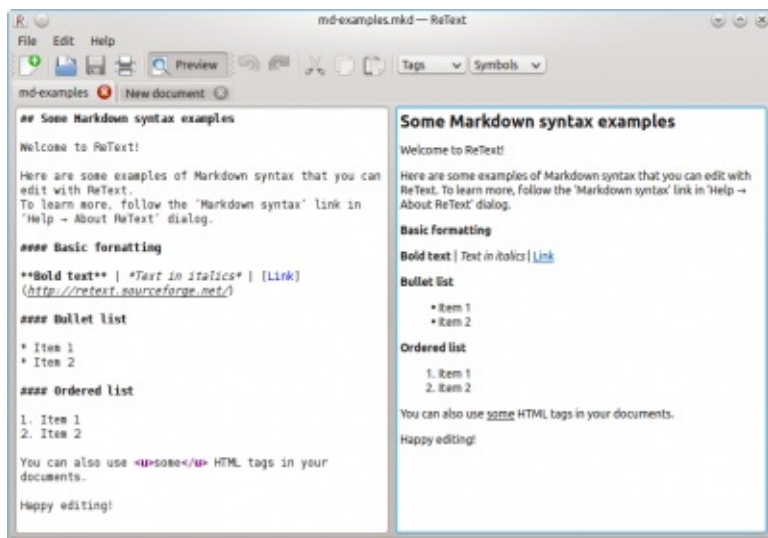 md-examples.mkd — ReText
File Edit Help
Preview Tags Symbols
md-examples New document
## Some Markdown syntax examples
Welcome to ReText!
Here are some examples of Markdown syntax that you can
edit with ReText.
To learn more, follow the 'Markdown syntax' link in
'Help → About ReText' dialog.
#### Basic formatting
**Bold text** | *Text in italics* | [Link]
(http://retext.sourceforge.net/)
#### Bullet list
* Item 1
* Item 2
#### Ordered list
1. Item 1
2. Item 2
You can also use <u>some</u> HTML tags in your
documents.
Happy editing!
Some Markdown syntax examples
Welcome to ReText!
Here are some examples of Markdown syntax that you can edit with
ReText. To learn more, follow the 'Markdown syntax' link in 'Help →
About ReText' dialog.
Basic formatting
Bold text | Text in italics | Link
Bullet list
• Item 1
• Item 2
Ordered list
1. Item 1
2. Item 2
You can also use some HTML tags in your documents.
Happy editing!